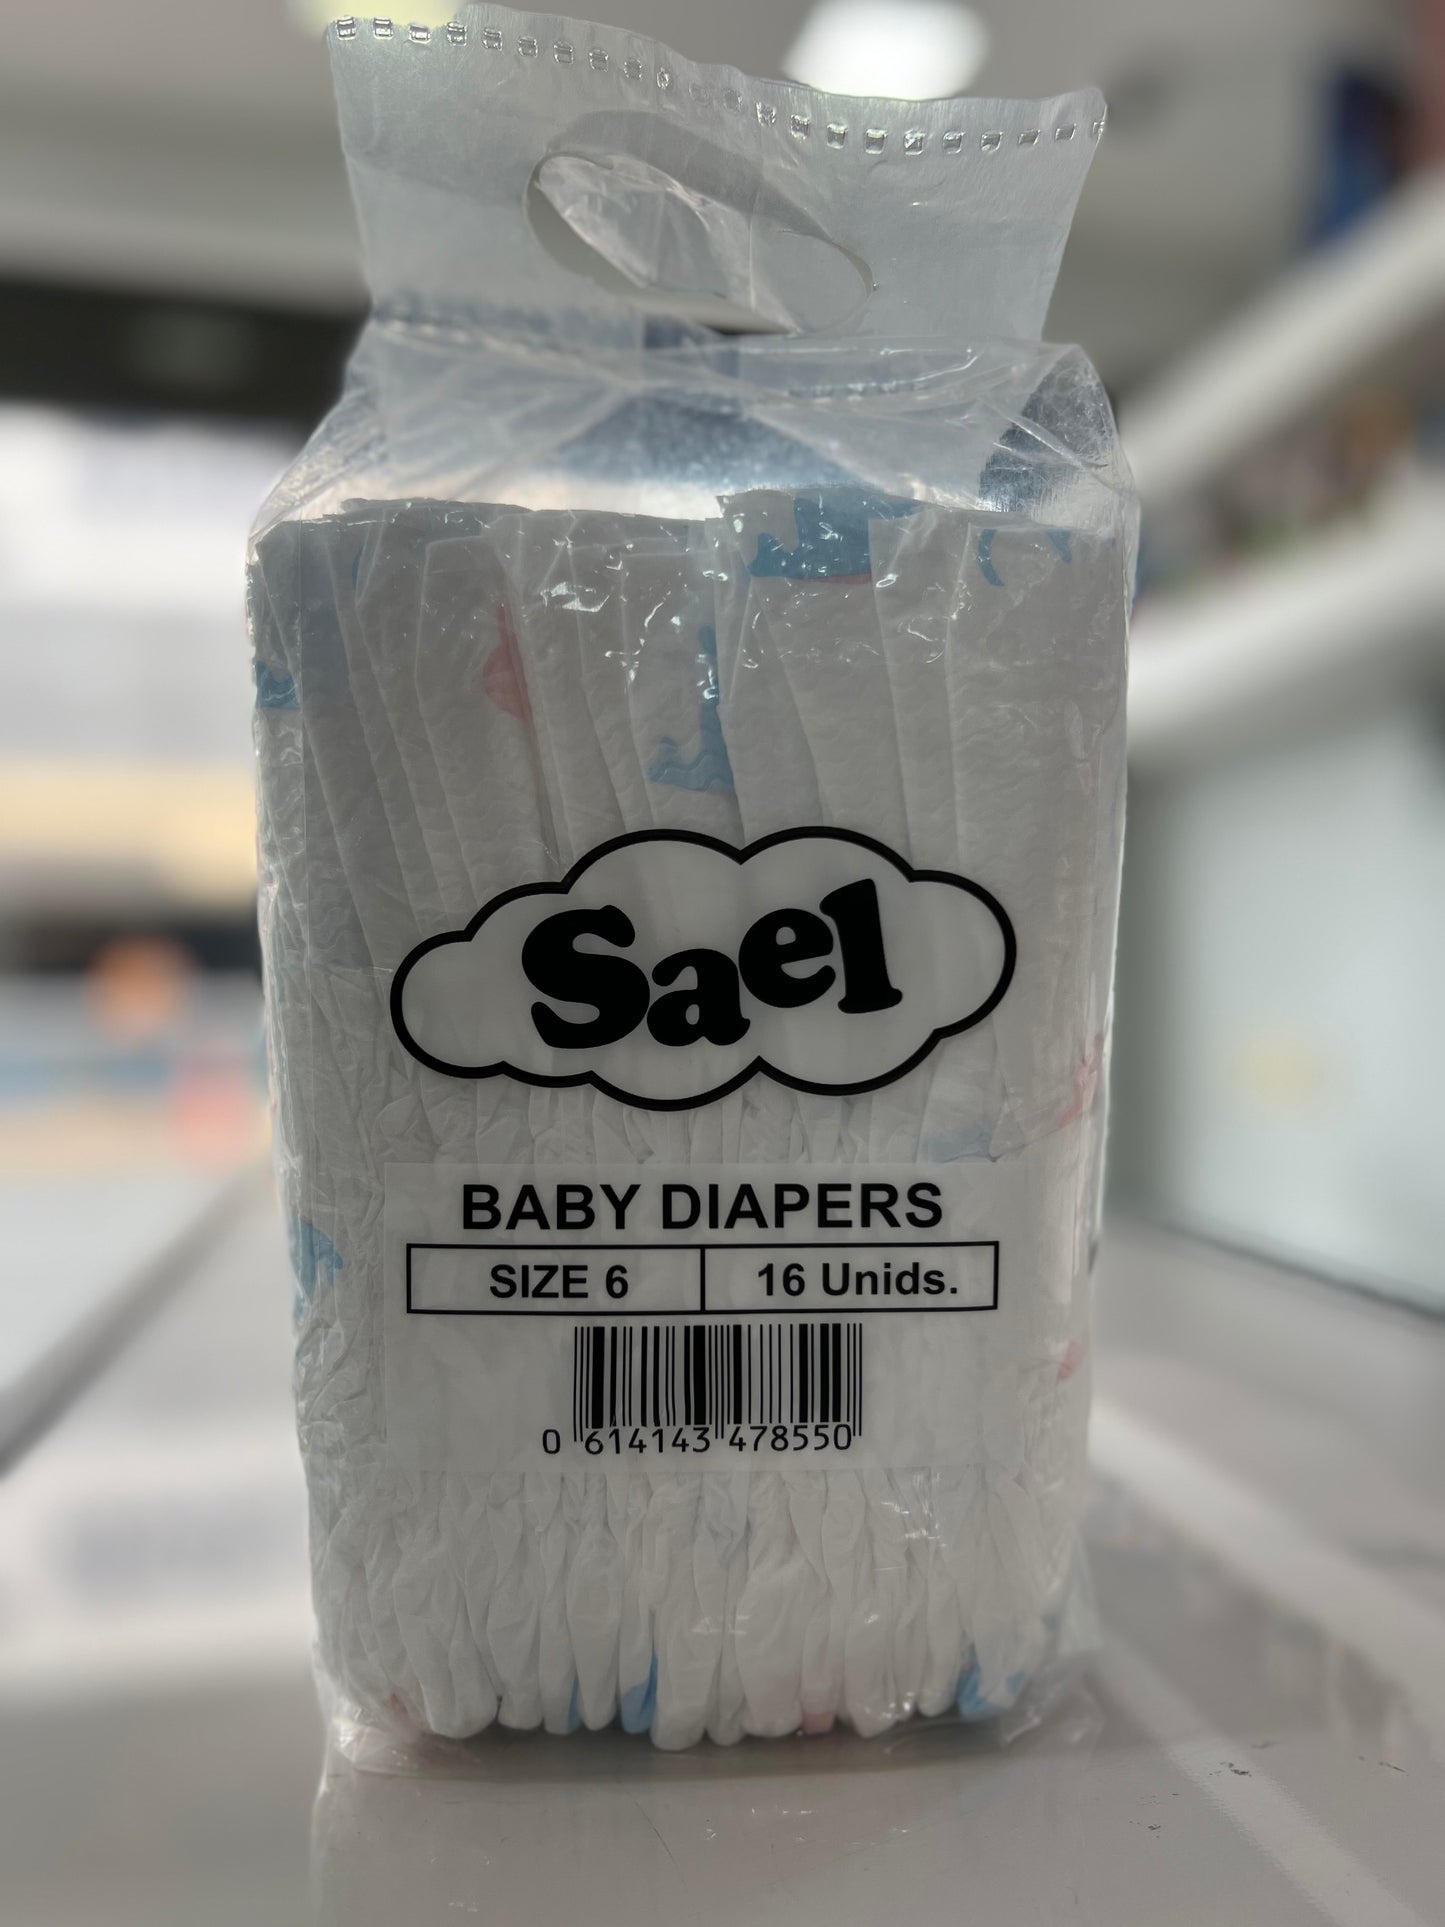 Sael
BABY DIAPERS
SIZE 6 16 Unids.
0 614143 478550